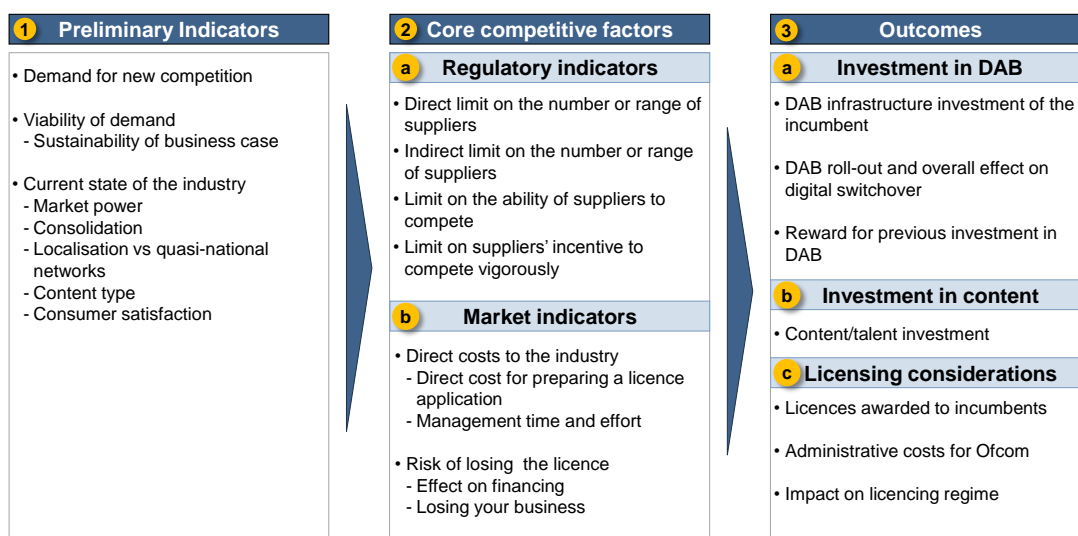 1 Preliminary Indicators
• Demand for new competition
• Viability of demand
- Sustainability of business case
• Current state of the industry
- Market power
- Consolidation
- Localisation vs quasi-national
networks
- Content type
- Consumer satisfaction
2 Core competitive factors
a Regulatory indicators
• Direct limit on the number or range of
suppliers
• Indirect limit on the number or range
of suppliers
• Limit on the ability of suppliers to
compete
• Limit on suppliers’ incentive to
compete vigorously
b Market indicators
• Direct costs to the industry
- Direct cost for preparing a licence
application
- Management time and effort
• Risk of losing the licence
- Effect on financing
- Losing your business
3 Outcomes
a Investment in DAB
• DAB infrastructure investment of the
incumbent
• DAB roll-out and overall effect on
digital switchover
• Reward for previous investment in
DAB
b Investment in content
• Content/talent investment
c Licensing considerations
• Licences awarded to incumbents
• Administrative costs for Ofcom
• Impact on licencing regime